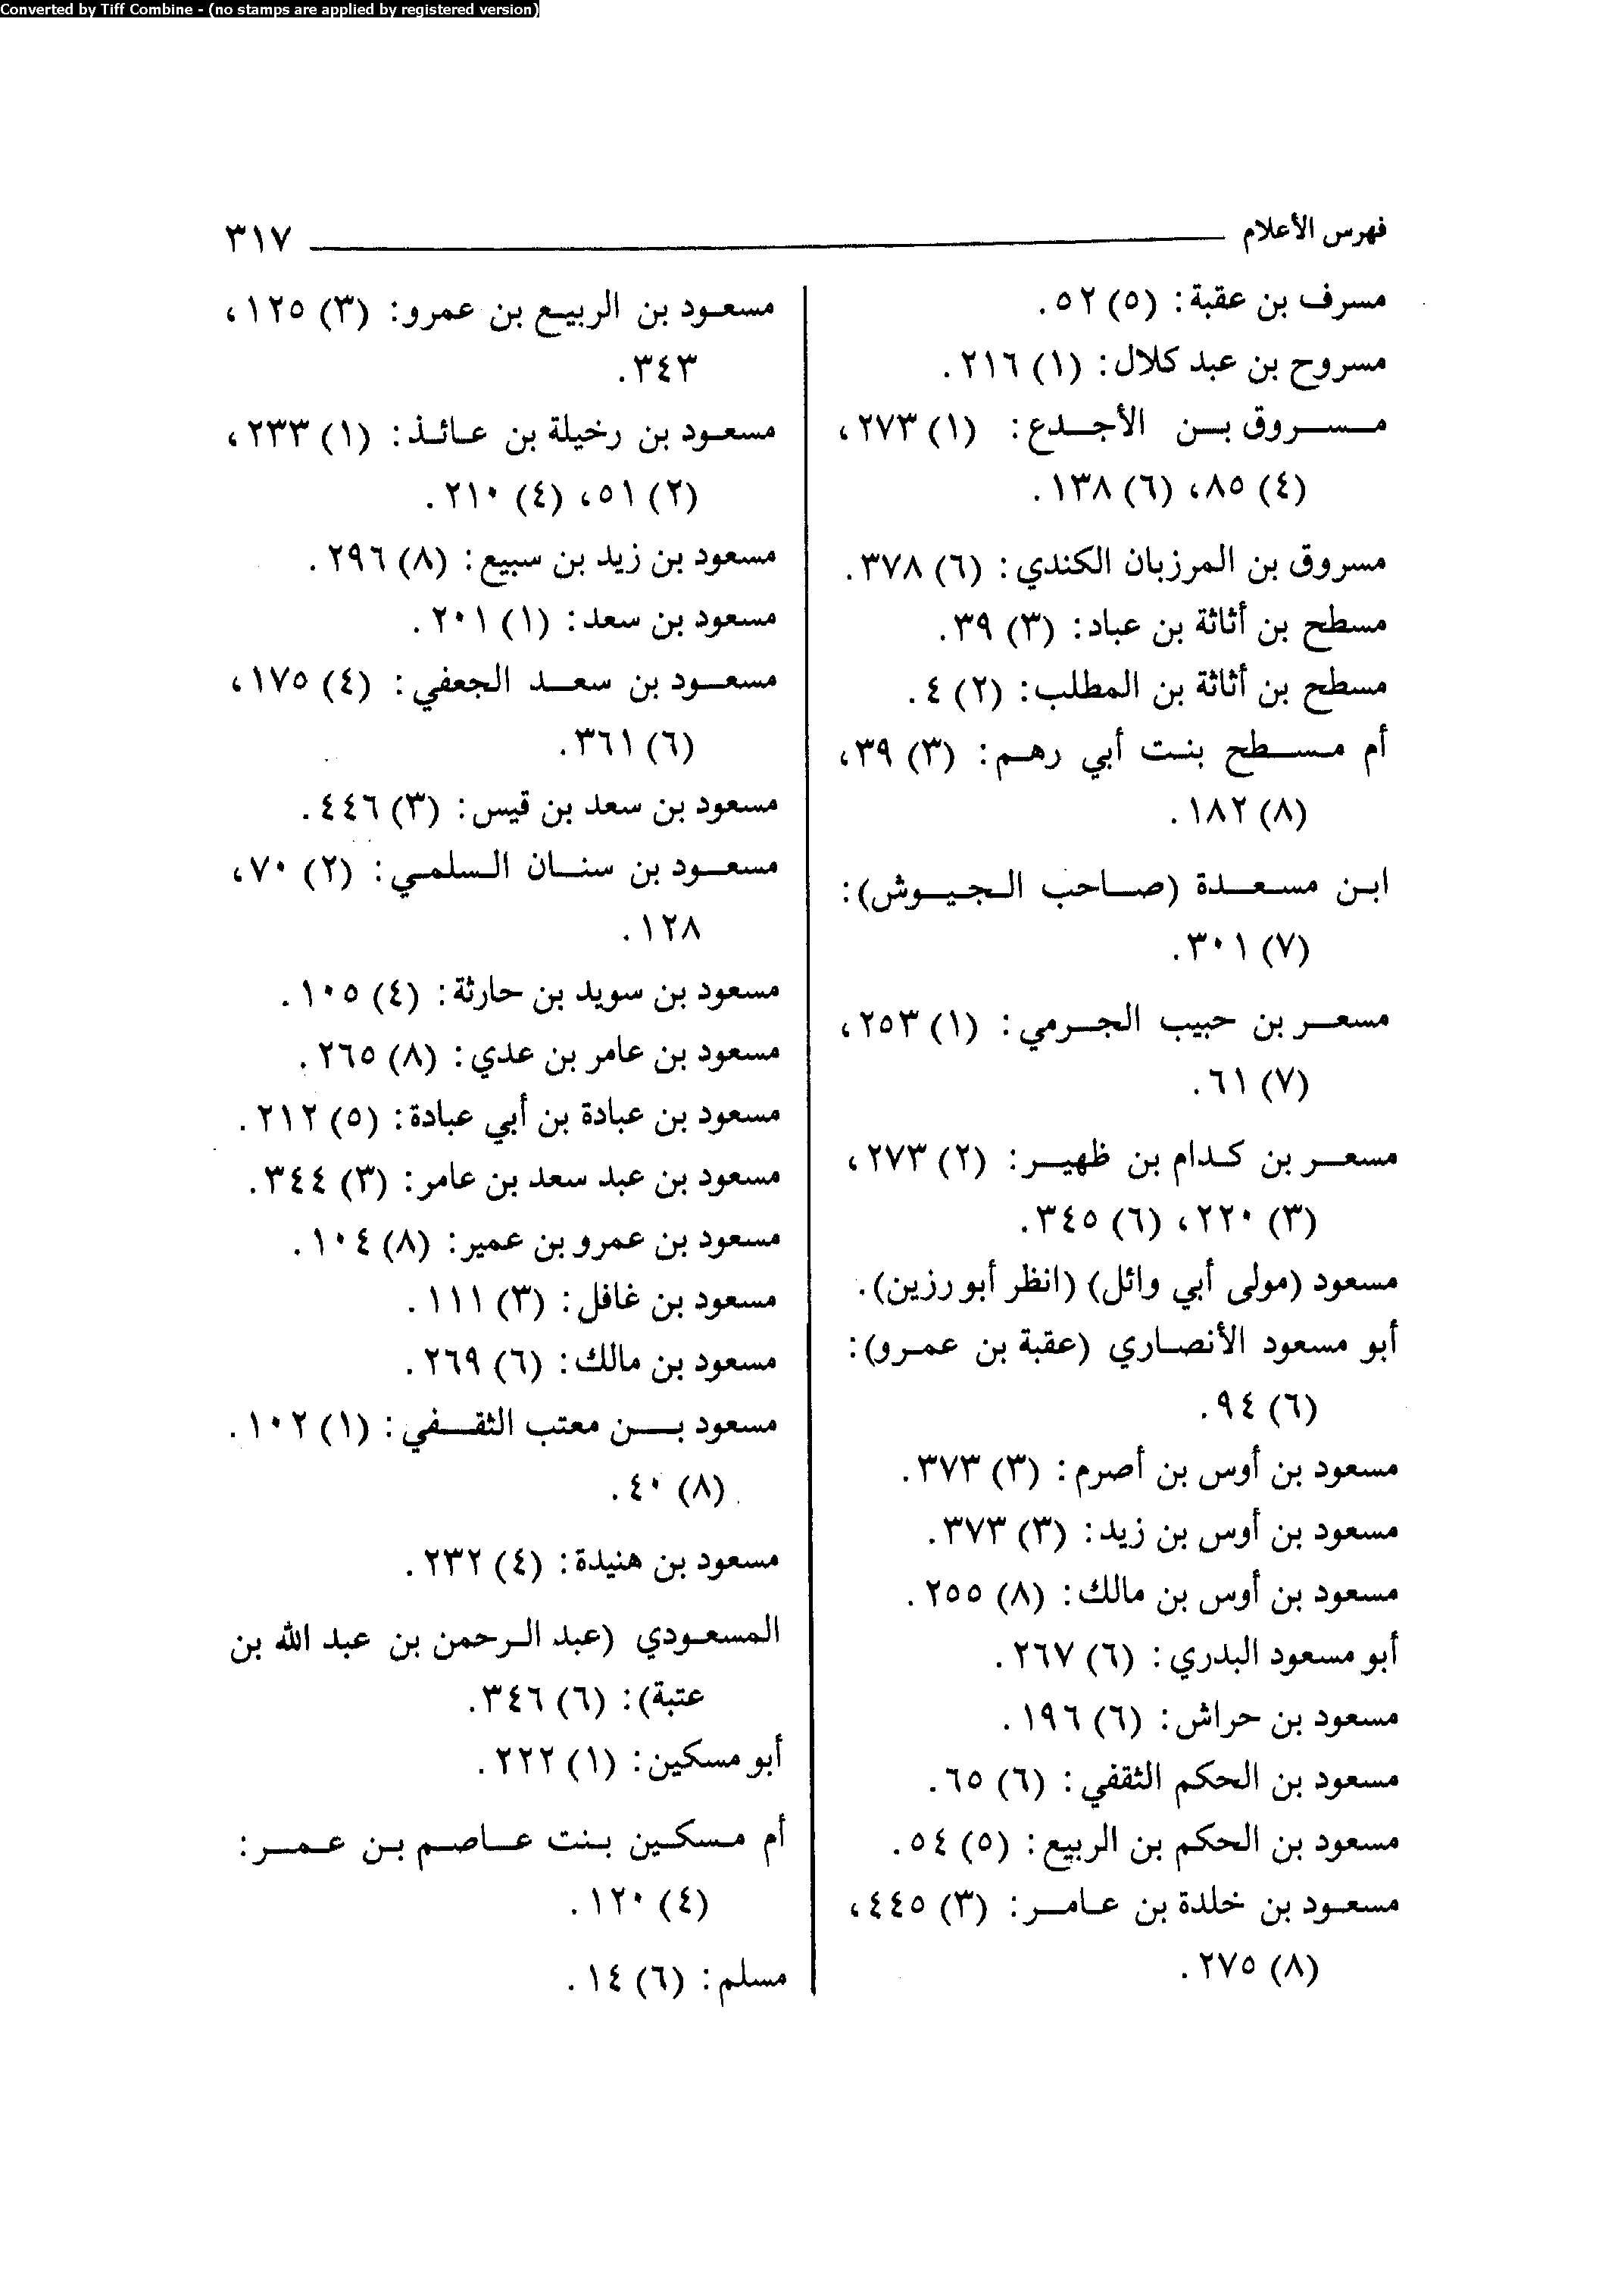 Converted by Tiff Combine - (no stamps are applied by registered version)
فهرس الأعلام ٣١٧
مسرف بن عقبة: (٥) ٥٢.
مسروح بن عبد كلال: (١) ٢١٦.
مسروق بن الأجدع: (١) ٢٧٣،
(٤) ٨٥، (٦) ١٣٨.
مسروق بن المرزبان الكندي: (٦) ٣٧٨.
مسطح بن أثاثة بن عباد: (٣) ٣٩.
مسطح بن أثاثة بن المطلب: (٢) ٤.
أم مسطح بنت أبي رهم: (٣) ٣٩،
(٨) ١٨٢.
ابن مسعدة (صاحب الجيوش):
(٧) ٣٠١.
مسعر بن حبيب الجرمي: (١) ٢٥٣،
(٧) ٦١.
مسعر بن كدام بن ظهير: (٢) ٢٧٣،
(٣) ٢٢٠، (٦) ٣٤٥.
مسعود (مولى أبي وائل) (انظر أبو رزين).
أبو مسعود الأنصاري (عقبة بن عمرو):
(٦) ٩٤.
مسعود بن أوس بن أصرم: (٣) ٣٧٣.
مسعود بن أوس بن زيد: (٣) ٣٧٣.
مسعود بن أوس بن مالك: (٨) ٢٥٥.
أبو مسعود البدري: (٦) ٢٦٧.
مسعود بن حراش: (٦) ١٩٦.
مسعود بن الحكم الثقفي: (٦) ٦٥.
مسعود بن الحكم بن الربيع: (٥) ٥٤.
مسعود بن خلدة بن عامر: (٣) ٤٤٥،
(٨) ٢٧٥.
مسعود بن الربيع بن عمرو: (٣) ١٢٥،
٣٤٣.
مسعود بن رخيلة بن عائذ: (١) ٢٣٣،
(٢) ٥١، (٤) ٢١٠.
مسعود بن زيد بن سبيع: (٨) ٢٩٦.
مسعود بن سعد: (١) ٢٠١.
مسعود بن سعد الجعفي: (٤) ١٧٥،
(٦) ٣٦١.
مسعود بن سعد بن قيس: (٣) ٤٤٦.
مسعود بن سنان السلمي: (٢) ٧٠،
١٢٨.
مسعود بن سويد بن حارثة: (٤) ١٠٥.
مسعود بن عامر بن عدي: (٨) ٢٦٥.
مسعود بن عبادة بن أبي عبادة: (٥) ٢١٢.
مسعود بن عبد سعد بن عامر: (٣) ٣٤٤.
مسعود بن عمرو بن عمير: (٨) ١٠٤.
مسعود بن غافل: (٣) ١١١.
مسعود بن مالك: (٦) ٢٦٩.
مسعود بن معتب الثقفي: (١) ١٠٢.
(٨) ٤٠.
مسعود بن هنيدة: (٤) ٢٣٢.
المسعودي (عبد الرحمن بن عبد الله بن
عتبة): (٦) ٣٤٦.
أبو مسكين: (١) ٢٢٢.
أم مسكين بنت عاصم بن عمر:
(٤) ١٢٠.
مسلم: (٦) ١٤.